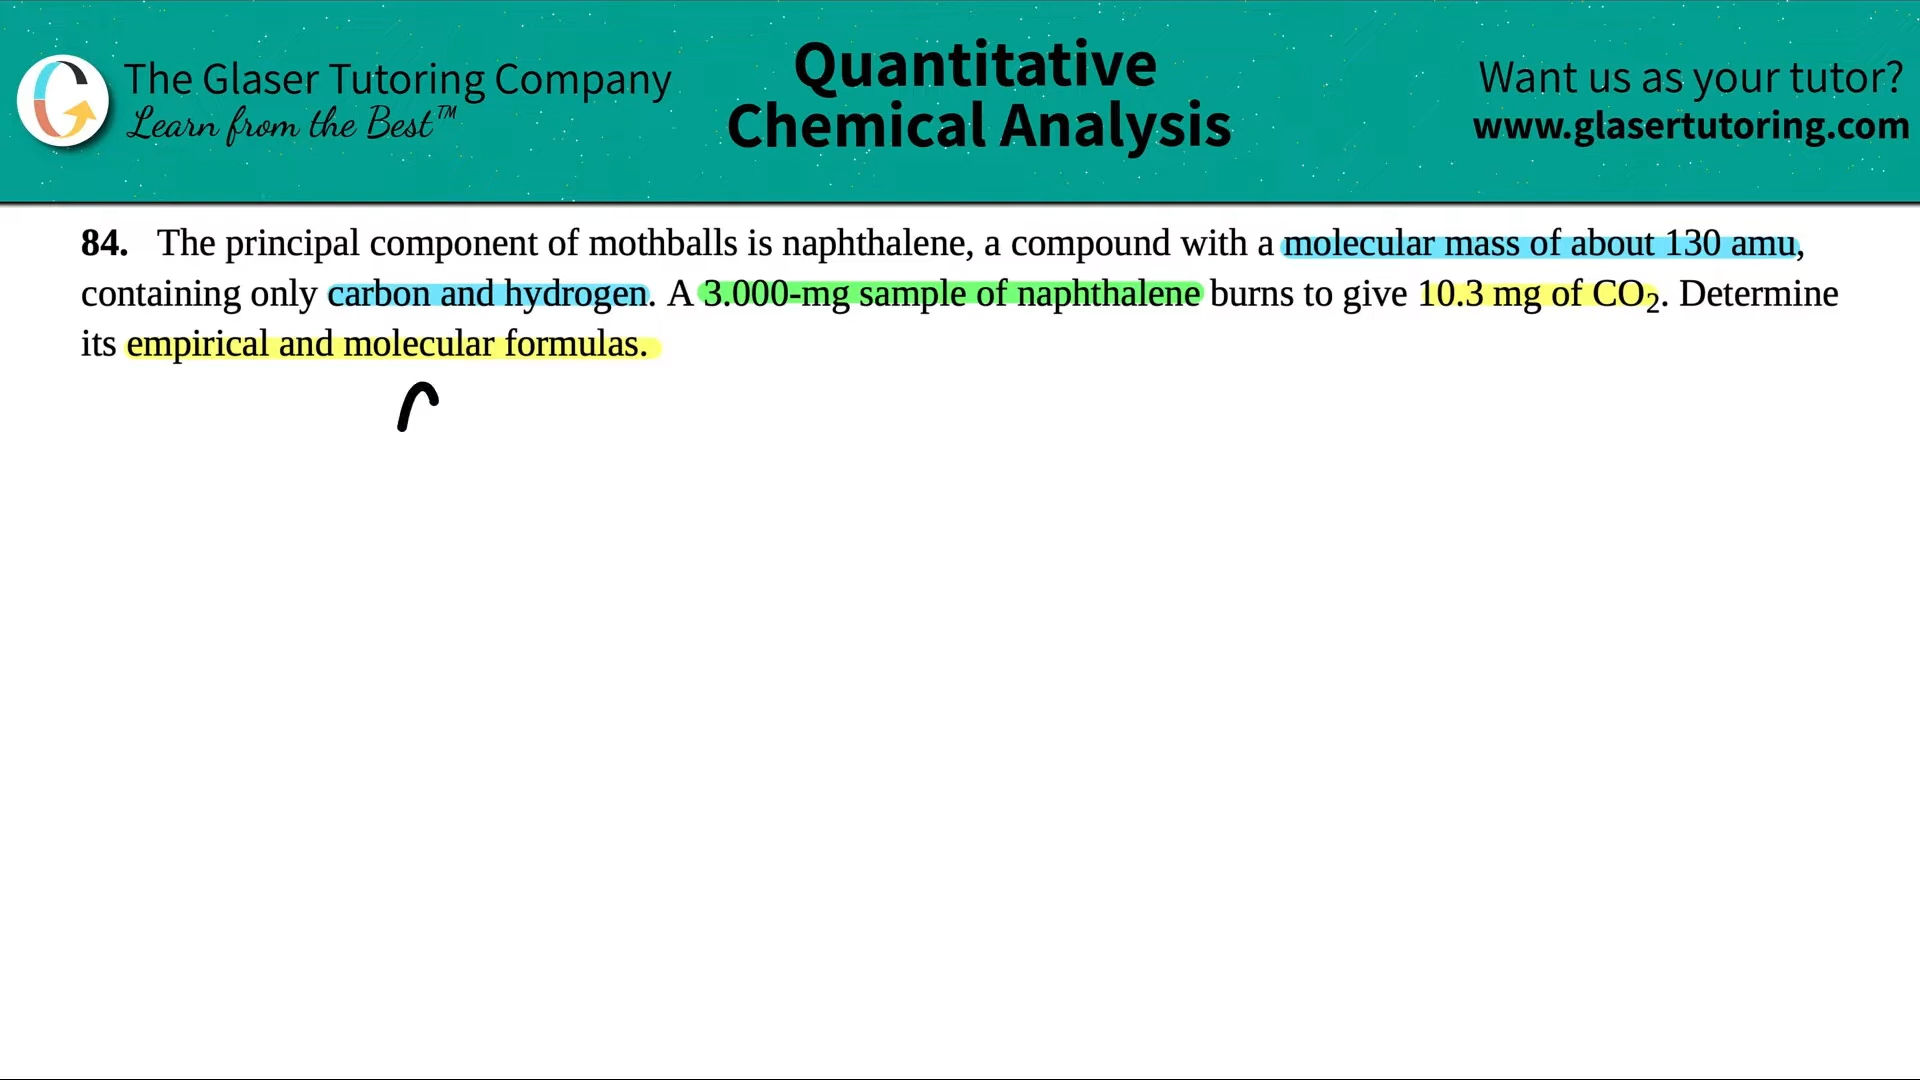 The Glaser Tutoring Company
Learn from the Best™
Quantitative
Chemical Analysis
Want us as your tutor?
www.glasertutoring.com
84. The principal component of mothballs is naphthalene, a compound with a molecular mass of about 130 amu,
containing only carbon and hydrogen. A 3.000-mg sample of naphthalene burns to give 10.3 mg of CO₂. Determine
its empirical and molecular formulas.